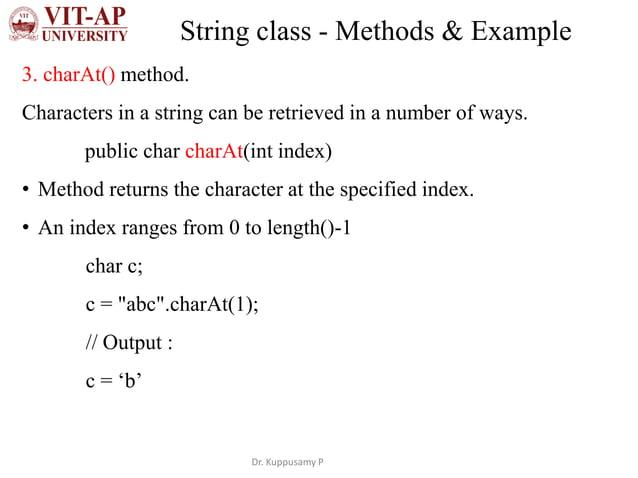 VIT
VIT-AP
UNIVERSITY
String class - Methods & Example
3. charAt() method.
Characters in a string can be retrieved in a number of ways.
public char charAt(int index)
• Method returns the character at the specified index.
• An index ranges from 0 to length()-1
char c;
c = "abc".charAt(1);
// Output :
c = ‘b’
Dr. Kuppusamy P